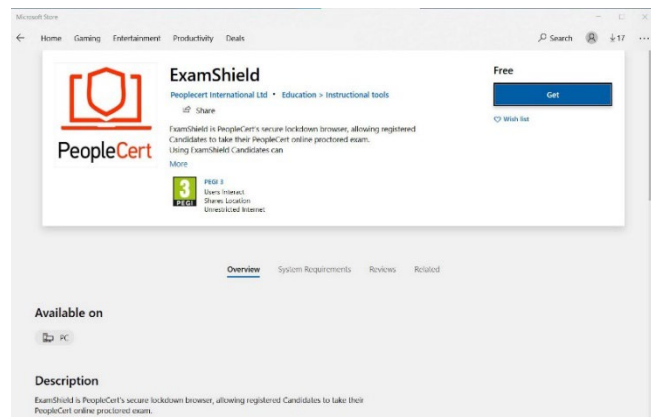 Microsoft Store
Home Gaming Entertainment Productivity Deals Search 17
ExamShield
Peoplecert International Ltd • Education > Instructional tools
Share
ExamShield is PeopleCert's secure lockdown browser, allowing registered
Candidates to take their PeopleCert online proctored exam.
Using ExamShield Candidates can
More
PeopleCert
3
PEGI
PEGI 3
Users Interact
Shares Location
Unrestricted Internet
Free
Get
Wish list
Overview System Requirements Reviews Related
Available on
PC
Description
ExamShield is PeopleCert's secure lockdown browser, allowing registered Candidates to take their
PeopleCert online proctored exam.